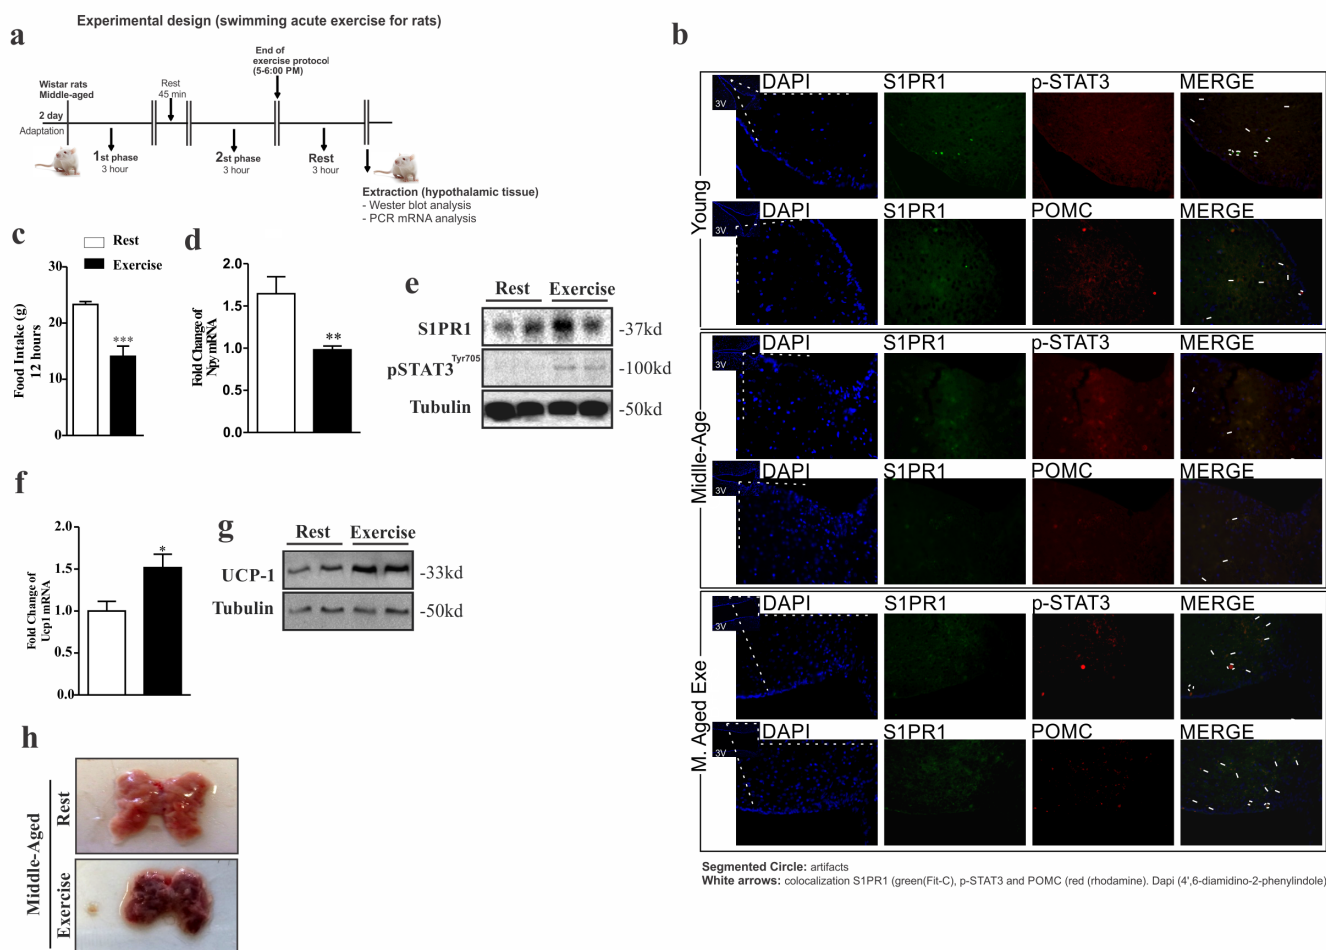 Experimental design (swimming acute exercise for rats)
a
End of
exercise protocol
(5-6:00 PM)
Wistar rats
Middle-aged
Rest
45 min
2 day
Adaptation
1st phase
3 hour
2st phase
3 hour
Rest
3 hour
Extraction (hypothalamic tissue)
- Wester blot analysis
- PCR mRNA analysis
b
Young
DAPI S1PR1 p-STAT3 MERGE
3V
DAPI S1PR1 POMC MERGE
3V
Midlle-Age
DAPI S1PR1 p-STAT3 MERGE
3V
DAPI S1PR1 POMC MERGE
3V
M. Aged Exe
DAPI S1PR1 p-STAT3 MERGE
3V
DAPI S1PR1 POMC MERGE
3V
Segmented Circle: artifacts
White arrows: colocalization S1PR1 (green(Fit-C), p-STAT3 and POMC (red (rhodamine). Dapi (4',6-diamidino-2-phenylindole)
c
Rest
Exercise
Food Intake (g)
12 hours
30
20
10
0
***
d
Fold Change of
Npy mRNA
2.0
1.5
1.0
0.5
0.0
**
e
Rest Exercise
S1PR1 -37kd
pSTAT3Tyr705 -100kd
Tubulin -50kd
f
Fold Change of
Ucp1 mRNA
2.0
1.5
1.0
0.5
0.0
*
g
Rest Exercise
UCP-1 -33kd
Tubulin -50kd
h
Middle-Aged
Rest
Exercise